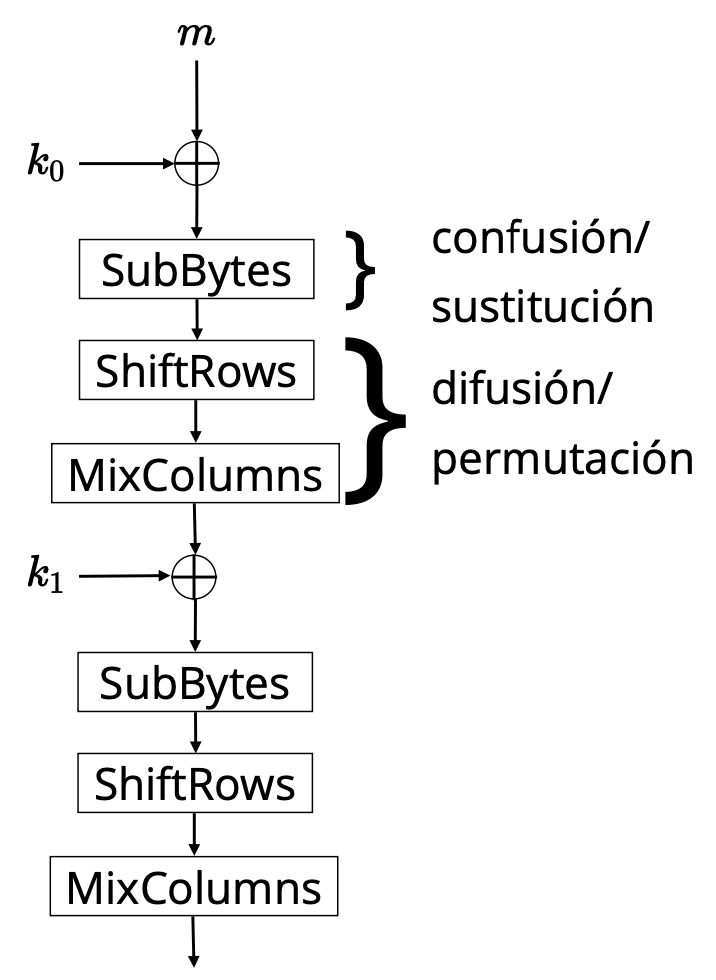 m
k₀
SubBytes
confusión/
sustitución
ShiftRows
difusión/
MixColumns
permutación
k₁
SubBytes
ShiftRows
MixColumns